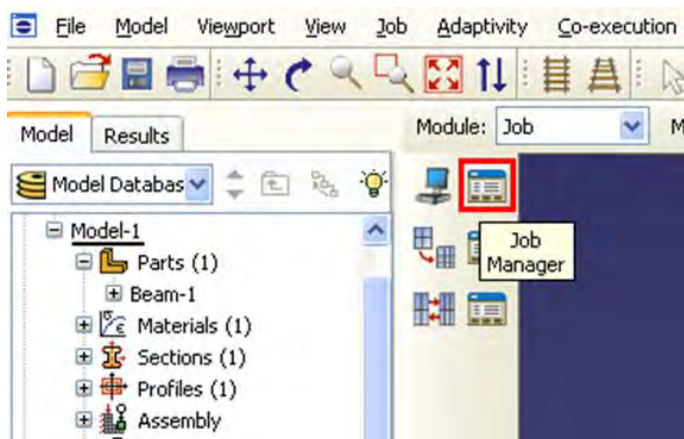 File Model Viewport View Job Adaptivity Co-execution
Model Results
Module: Job M
Model Databas
Model-1
Parts (1)
Beam-1
Materials (1)
Sections (1)
Profiles (1)
Assembly
Job
Manager